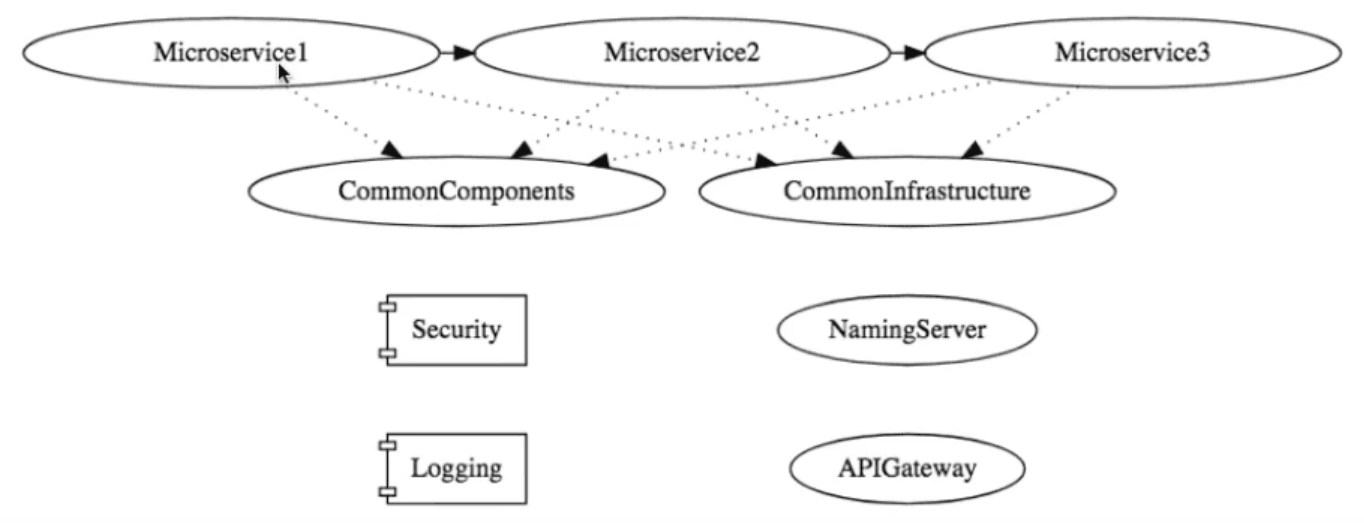 Microservice1
Microservice2
Microservice3
CommonComponents
CommonInfrastructure
Security
NamingServer
Logging
APIGateway